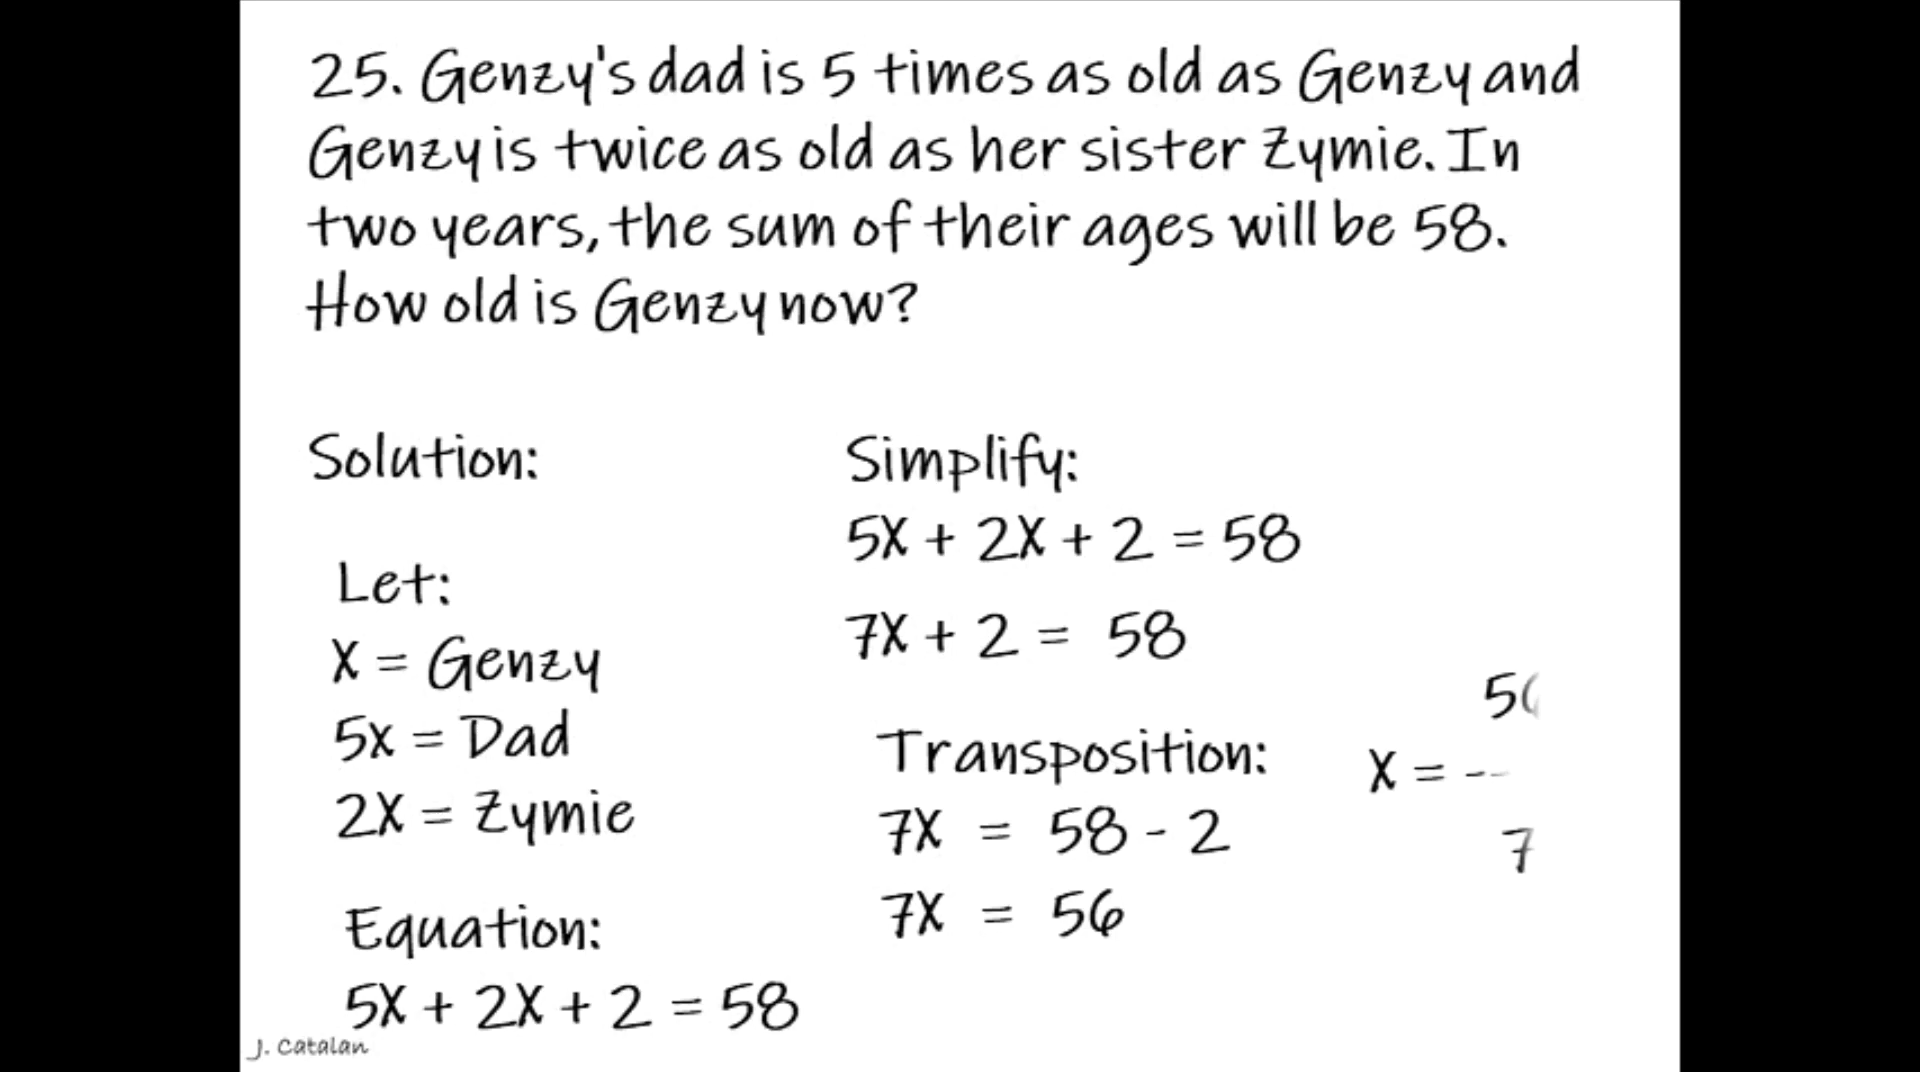 25. Genzy's dad is 5 times as old as Genzy and
Genzy is twice as old as her sister Zymie. In
two years, the sum of their ages will be 58.
How old is Genzy now?
Solution:
Let:
X = Genzy
5x = Dad
2X = Zymie
Equation:
5X + 2X + 2 = 58
Simplify:
5X + 2X + 2 = 58
7X + 2 = 58
Transposition:
7X = 58 - 2
7X = 56
X = --
7
J. Catalan